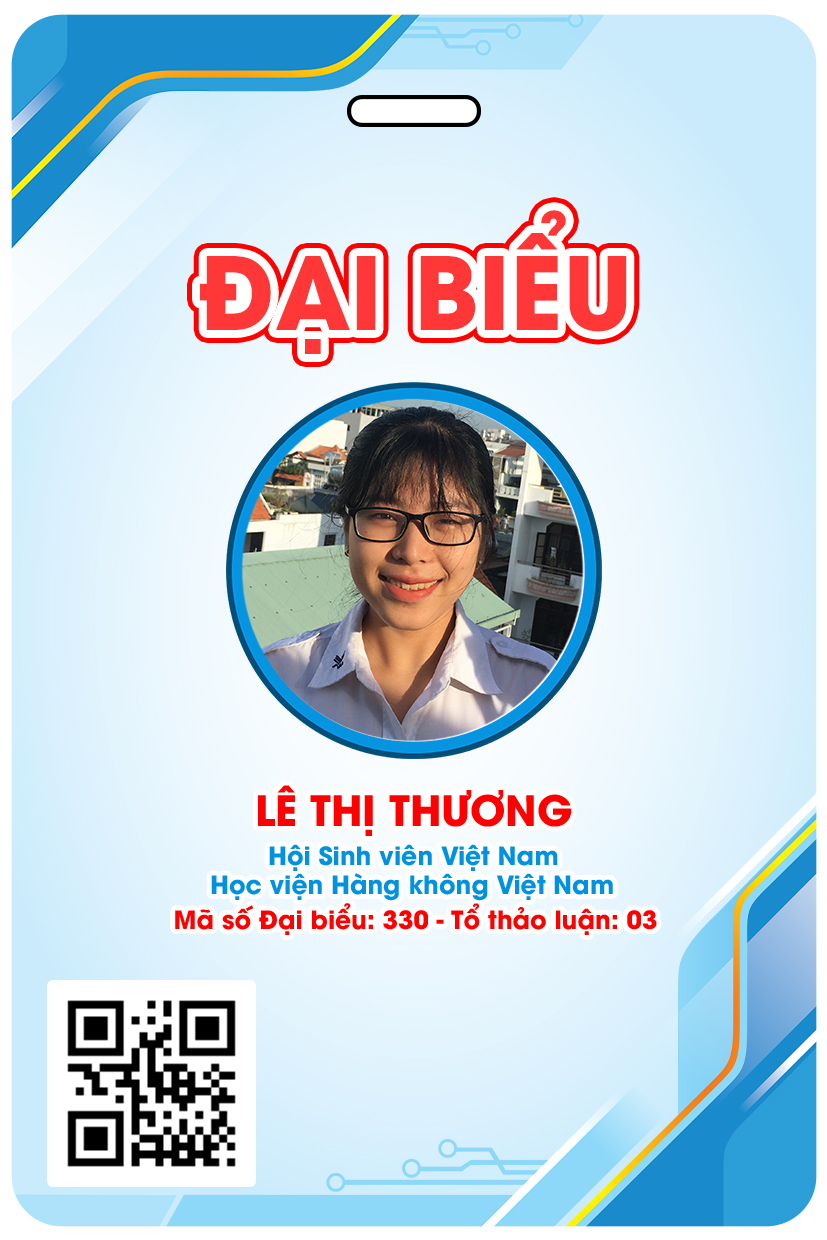 ĐẠI BIỂU
LÊ THỊ THƯƠNG
Hội Sinh viên Việt Nam
Học viện Hàng không Việt Nam
Mã số Đại biểu: 330 - Tổ thảo luận: 03